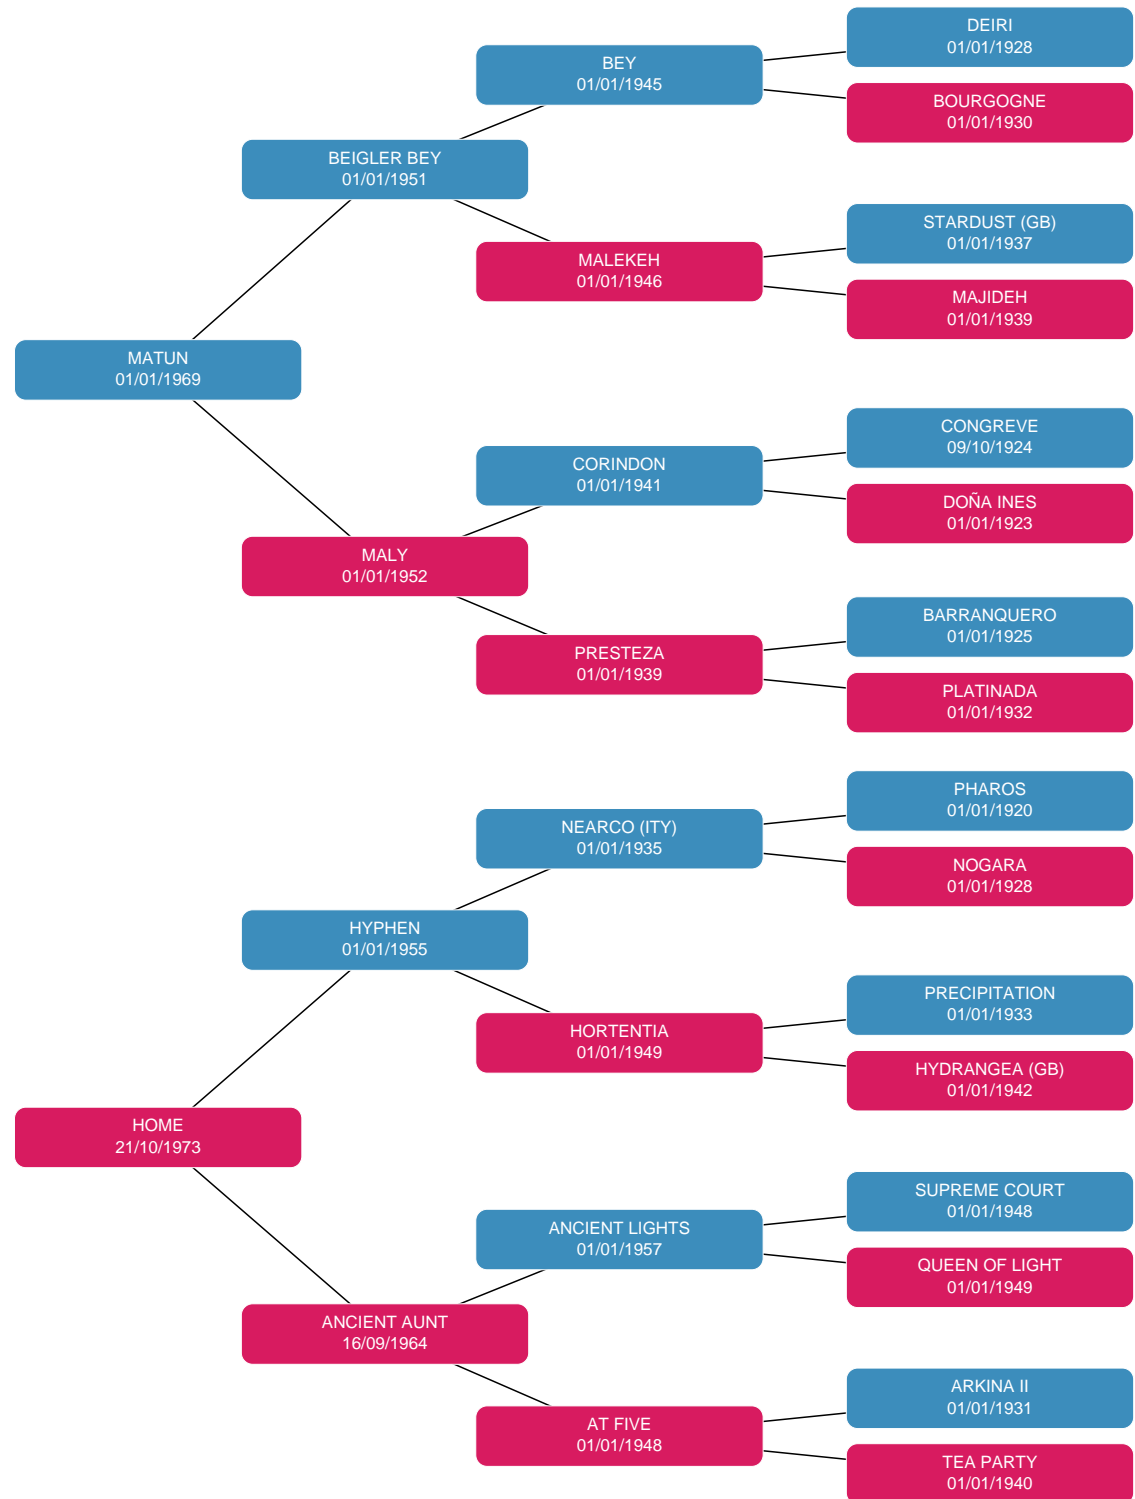 DEIRI
01/01/1928
BEY
01/01/1945
BOURGOGNE
01/01/1930
BEIGLER BEY
01/01/1951
STARDUST (GB)
01/01/1937
MALEKEH
01/01/1946
MAJIDEH
01/01/1939
MATUN
01/01/1969
CONGREVE
09/10/1924
CORINDON
01/01/1941
DOÑA INES
01/01/1923
MALY
01/01/1952
BARRANQUERO
01/01/1925
PRESTEZA
01/01/1939
PLATINADA
01/01/1932
PHAROS
01/01/1920
NEARCO (ITY)
01/01/1935
NOGARA
01/01/1928
HYPHEN
01/01/1955
PRECIPITATION
01/01/1933
HORTENTIA
01/01/1949
HYDRANGEA (GB)
01/01/1942
HOME
21/10/1973
SUPREME COURT
01/01/1948
ANCIENT LIGHTS
01/01/1957
QUEEN OF LIGHT
01/01/1949
ANCIENT AUNT
16/09/1964
ARKINA II
01/01/1931
AT FIVE
01/01/1948
TEA PARTY
01/01/1940